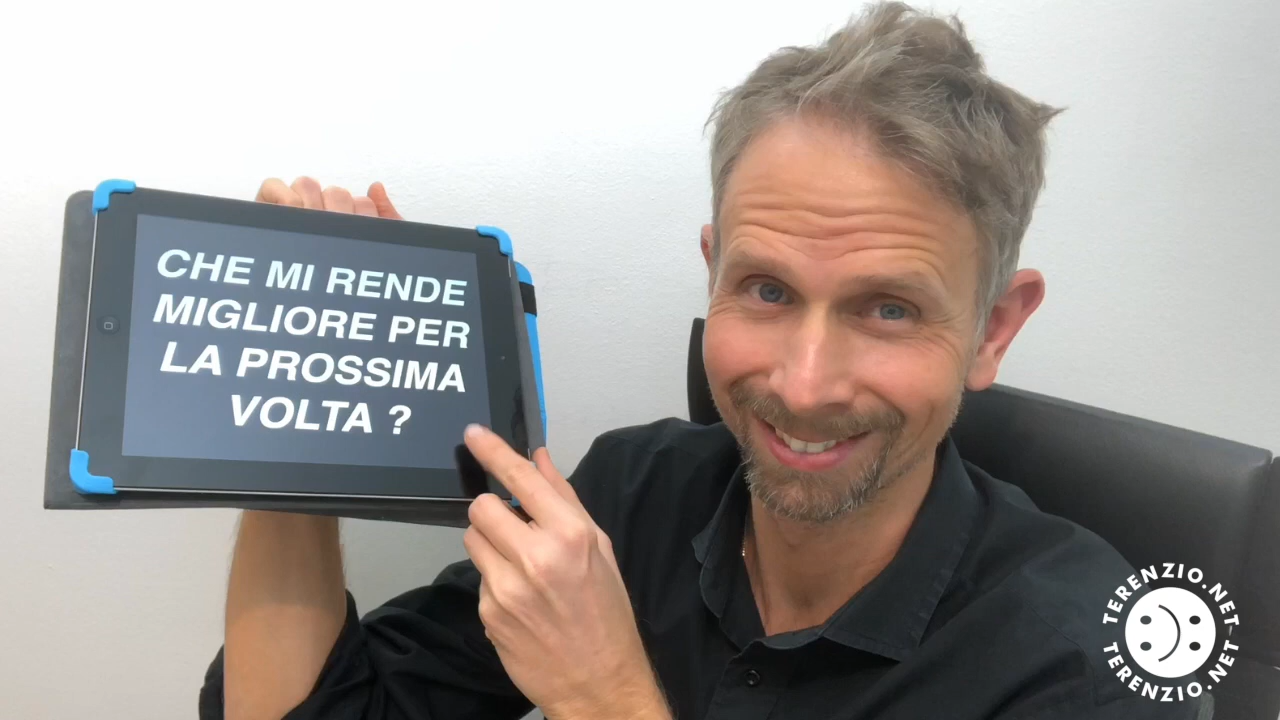 CHE MI RENDE
MIGLIORE PER
LA PROSSIMA
VOLTA ?
TERENZIO.NET
TERENZIO.NET